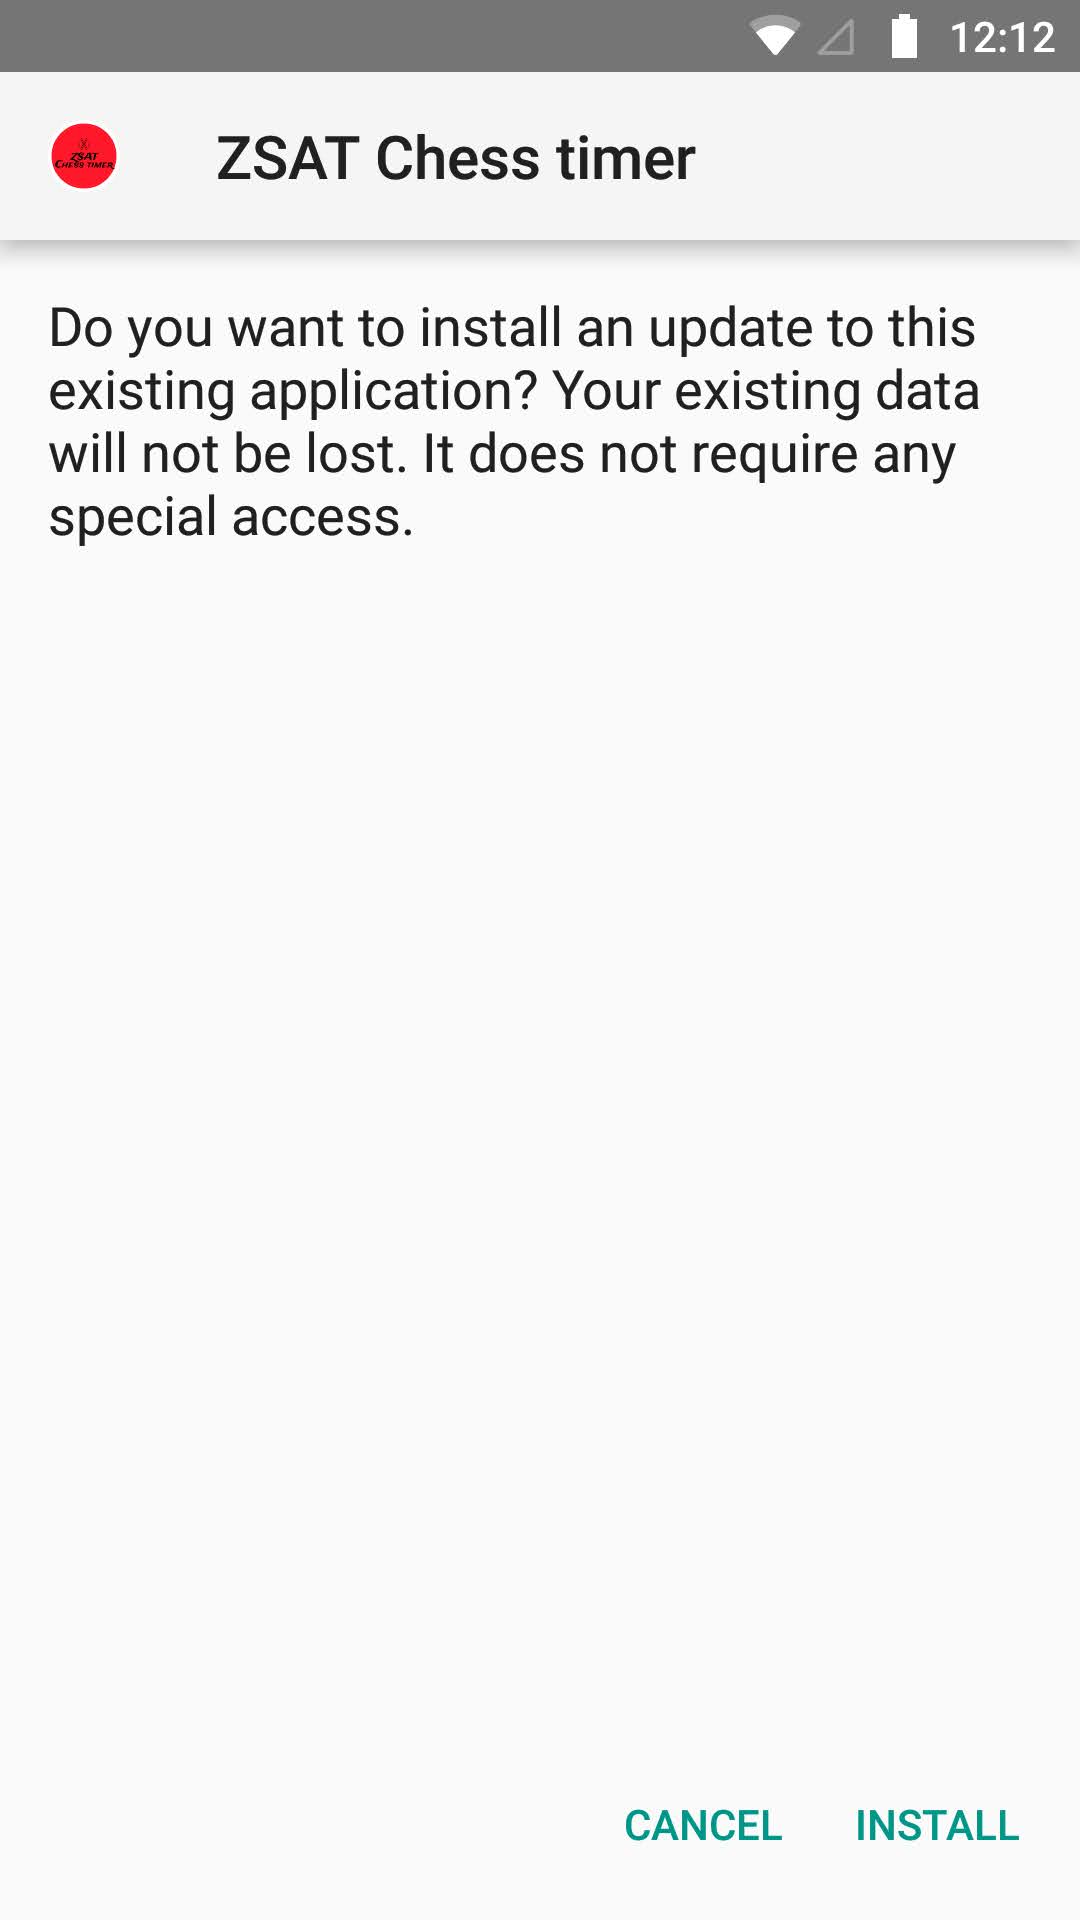 12:12
ZSAT
CHESS TIMER
ZSAT Chess timer
Do you want to install an update to this
existing application? Your existing data
will not be lost. It does not require any
special access.
CANCEL INSTALL